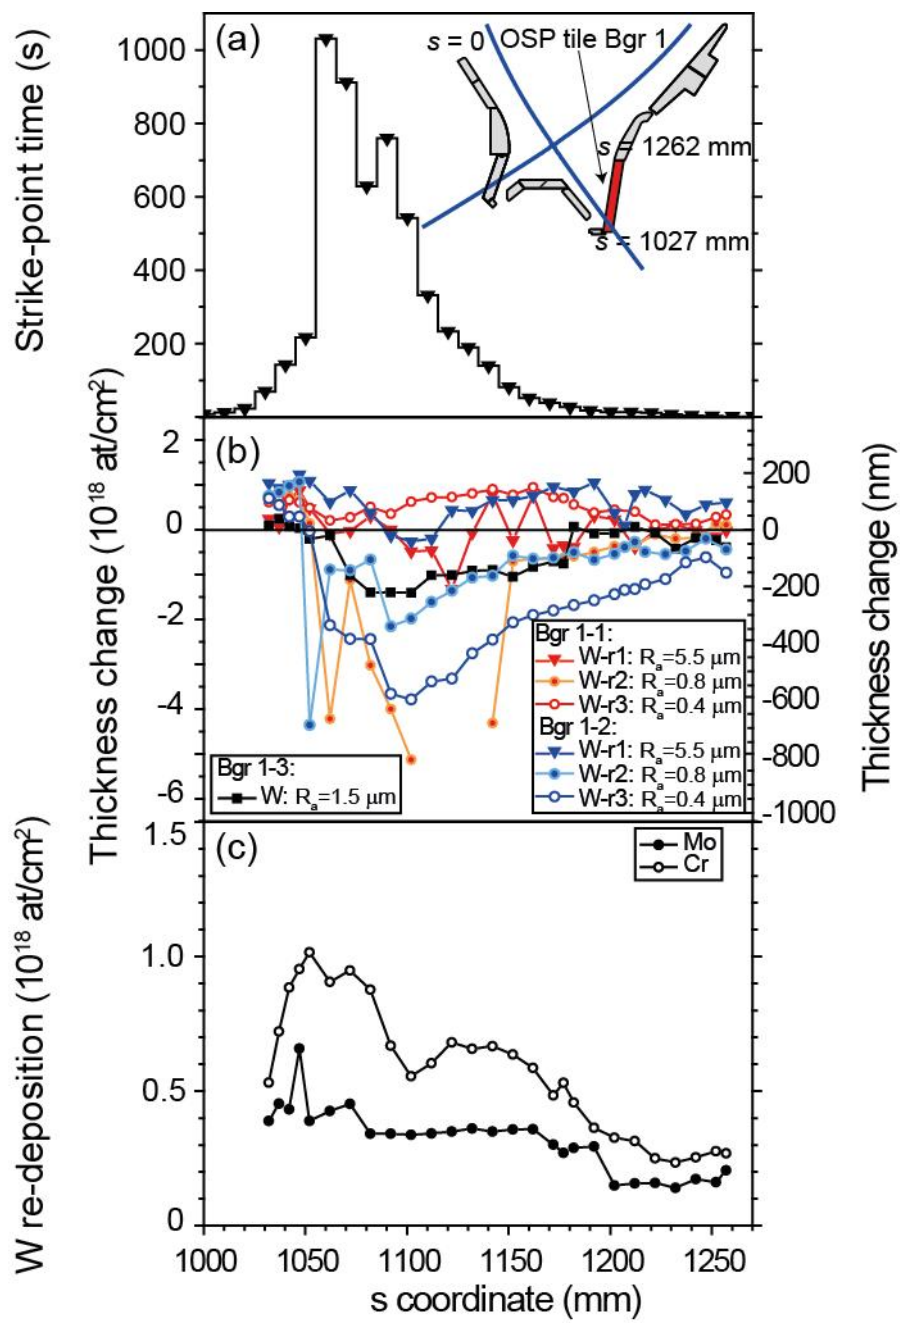 (a)
s = 0
OSP tile Bgr 1
s = 1262 mm
s = 1027 mm
Strike-point time (s)
1000
800
600
400
200
(b)
Thickness change (10¹⁸ at/cm²)
2
0
-2
-4
-6
Thickness change (nm)
200
0
-200
-400
-600
-800
-1000
Bgr 1-1:
W-r1: Rₐ=5.5 µm
W-r2: Rₐ=0.8 µm
W-r3: Rₐ=0.4 µm
Bgr 1-2:
W-r1: Rₐ=5.5 µm
W-r2: Rₐ=0.8 µm
W-r3: Rₐ=0.4 µm
Bgr 1-3:
W: Rₐ=1.5 µm
(c)
Mo
Cr
W re-deposition (10¹⁸ at/cm²)
1.5
1.0
0.5
0
1000 1050 1100 1150 1200 1250
s coordinate (mm)